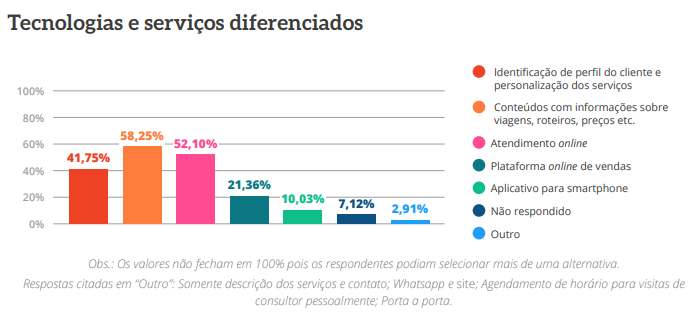 Tecnologias e serviços diferenciados
100%
80%
60%
40%
20%
0%
41,75%
58,25%
52,10%
21,36%
10,03%
7,12%
2,91%
Identificação de perfil do cliente e
personalização dos serviços
Conteúdos com informações sobre
viagens, roteiros, preços etc.
Atendimento online
Plataforma online de vendas
Aplicativo para smartphone
Não respondido
Outro
Obs.: Os valores não fecham em 100% pois os respondentes podiam selecionar mais de uma alternativa.
Respostas citadas em “Outro”: Somente descrição dos serviços e contato; Whatsapp e site; Agendamento de horário para visitas de
consultor pessoalmente; Porta a porta.